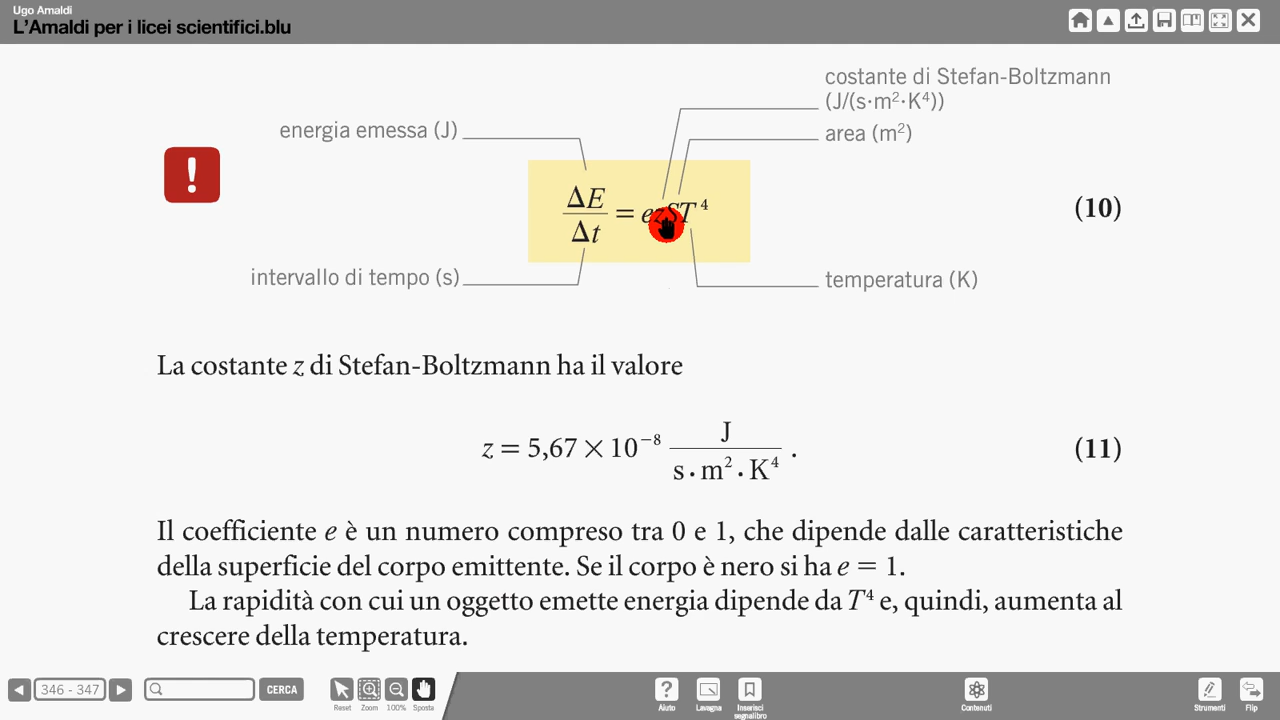 Ugo Amaldi
L'Amaldi per i licei scientifici.blu
costante di Stefan-Boltzmann
(J/(s·m²·K⁴))
energia emessa (J)
area (m²)
!
ΔE/Δt = ezST⁴ (10)
intervallo di tempo (s)
temperatura (K)
La costante z di Stefan-Boltzmann ha il valore
z = 5,67 × 10⁻⁸ J/(s·m²·K⁴) . (11)
Il coefficiente e è un numero compreso tra 0 e 1, che dipende dalle caratteristiche
della superficie del corpo emittente. Se il corpo è nero si ha e = 1.
La rapidità con cui un oggetto emette energia dipende da T⁴ e, quindi, aumenta al
crescere della temperatura.
346 - 347
CERCA
Reset Zoom 100% Sposta
? Aiuto Lavagna Inserisci segnalibro
Contenuti
Strumenti Flip